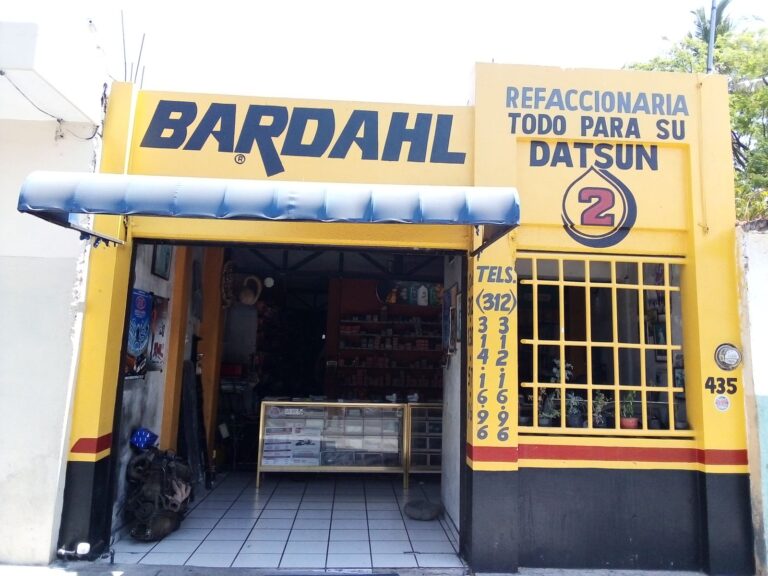 BARDAHL
®
REFACCIONARIA
TODO PARA SU
DATSUN
2
TELS.
(312)
314·16·96
312·16·96
435